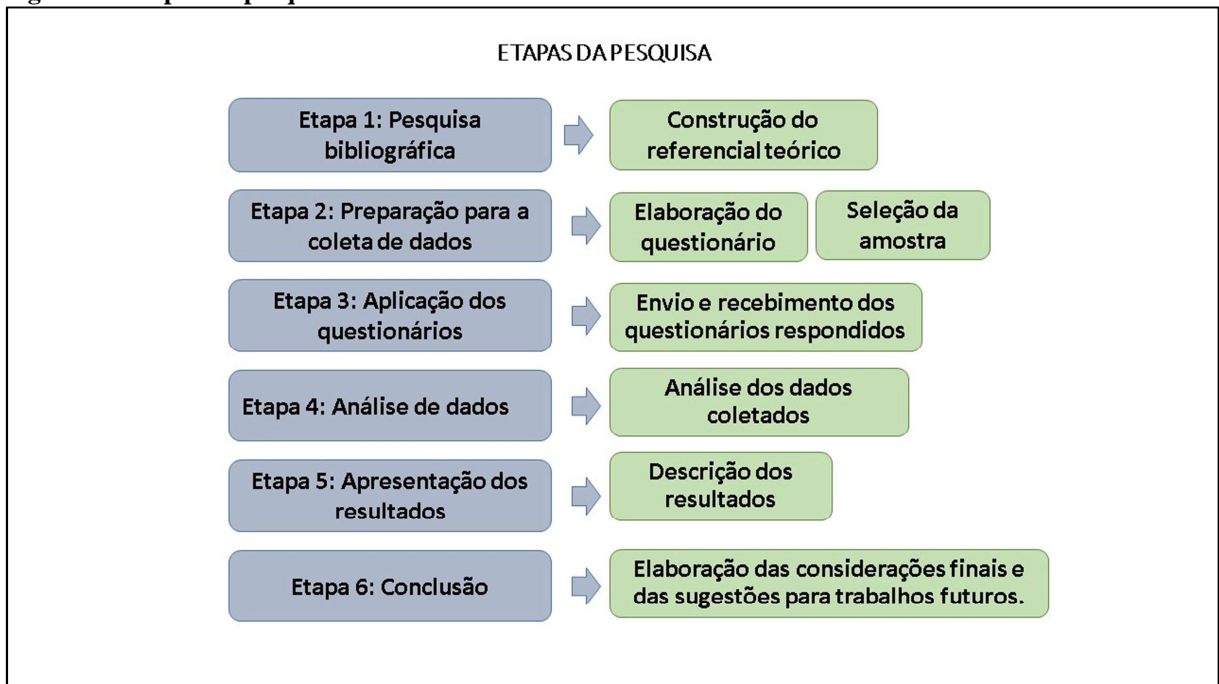 ETAPAS DA PESQUISA
Etapa 1: Pesquisa
bibliográfica
Construção do
referencial teórico
Etapa 2: Preparação para a
coleta de dados
Elaboração do
questionário
Seleção da
amostra
Etapa 3: Aplicação dos
questionários
Envio e recebimento dos
questionários respondidos
Etapa 4: Análise de dados
Análise dos dados
coletados
Etapa 5: Apresentação dos
resultados
Descrição dos
resultados
Etapa 6: Conclusão
Elaboração das considerações finais e
das sugestões para trabalhos futuros.